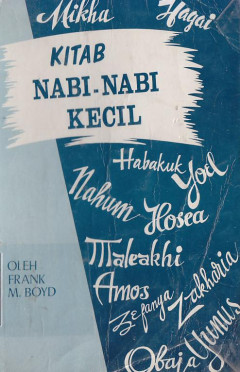 Mikha
Hagai
KITAB
NABI-NABI
KECIL
Habakuk
Yoel
Nahum
Hosea
Maleakhi
Amos
Zefanya
Zakharia
Yunus
Obaja
OLEH
FRANK
M. BOYD